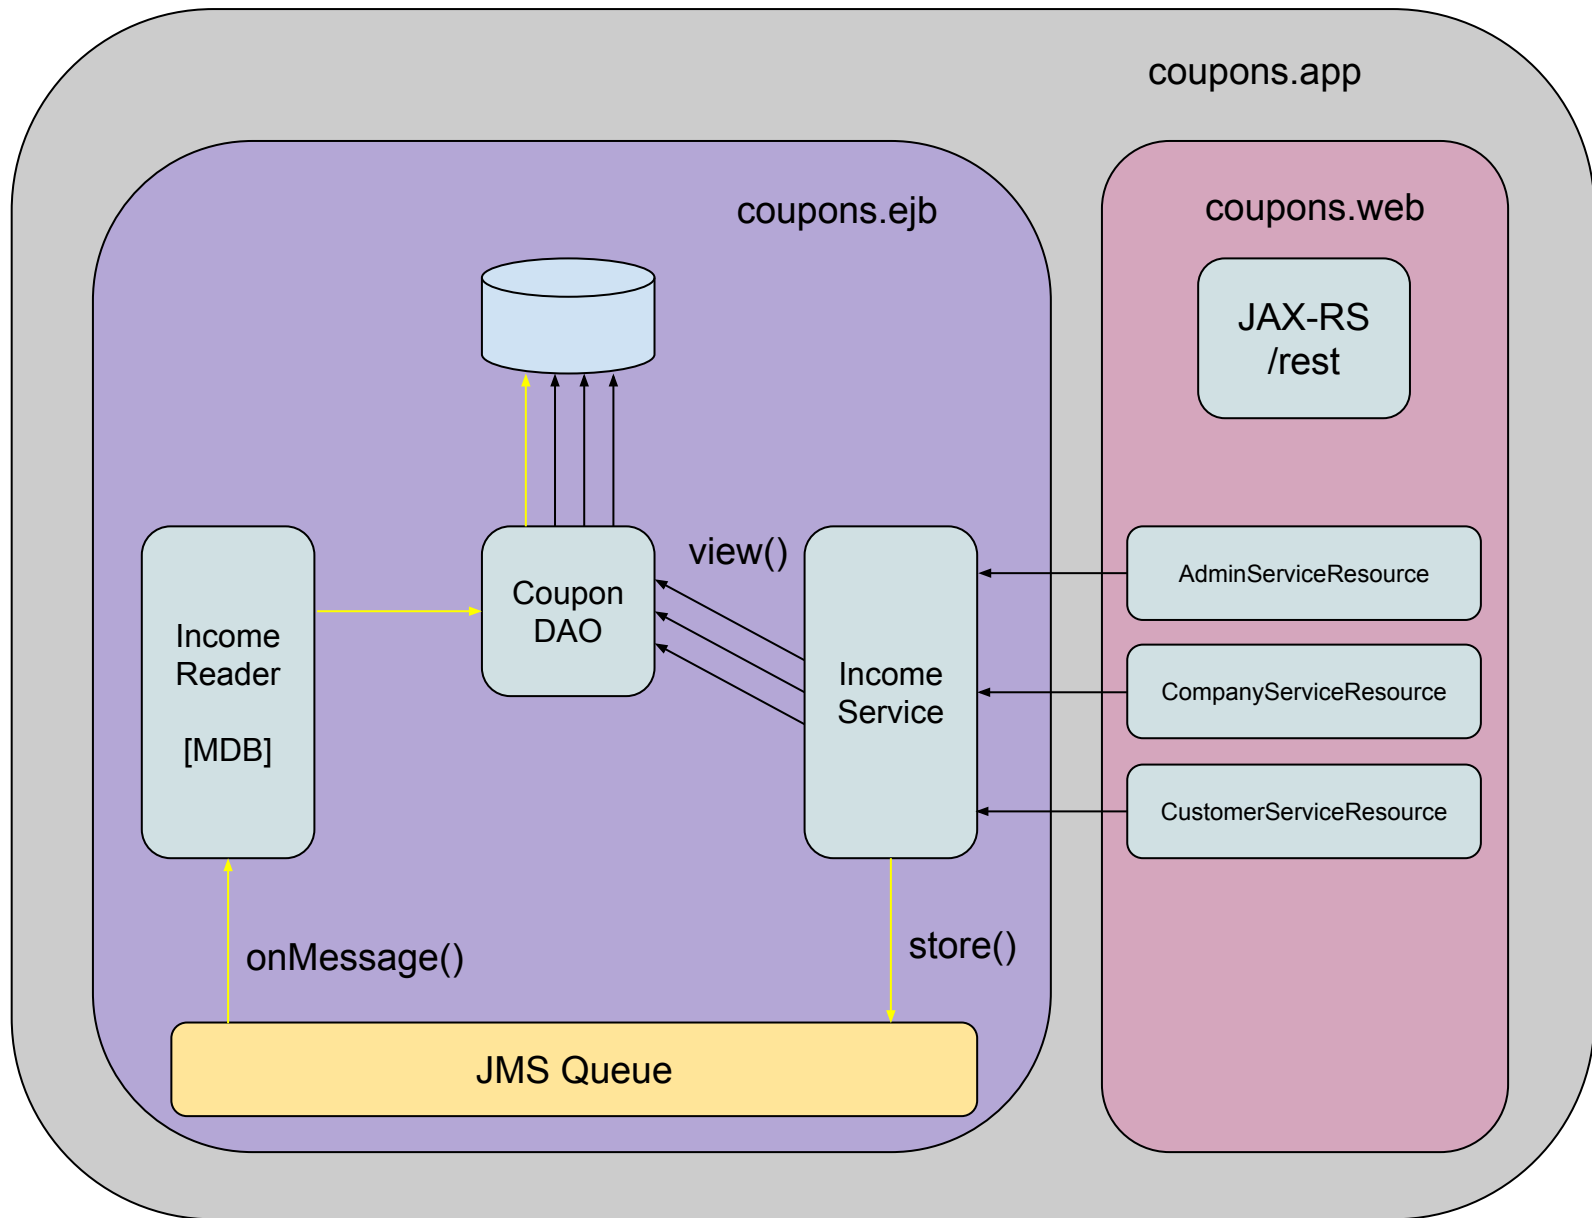 coupons.app
coupons.ejb
coupons.web
JAX-RS
/rest
view()
Coupon
DAO
Income
Reader
[MDB]
Income
Service
AdminServiceResource
CompanyServiceResource
CustomerServiceResource
onMessage()
store()
JMS Queue